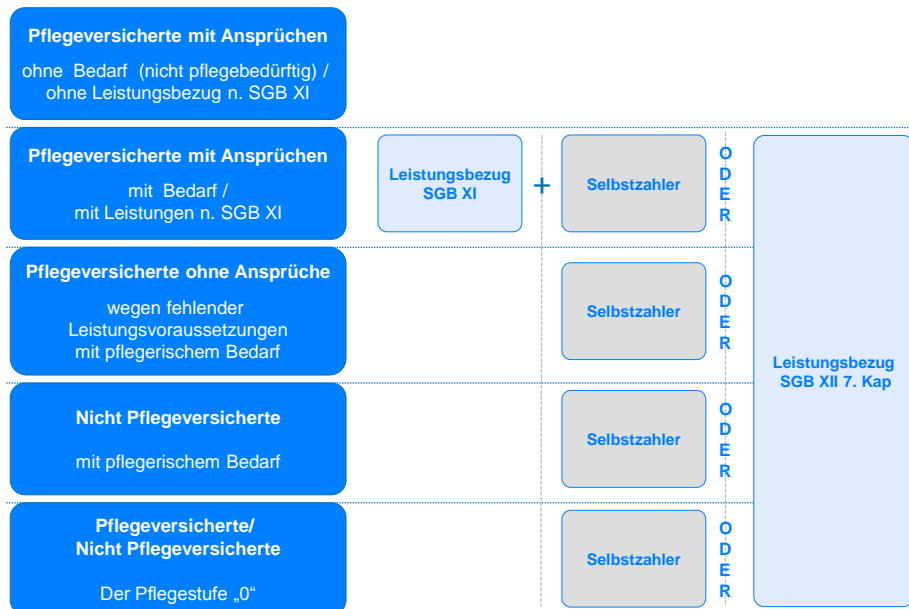 Pflegeversicherte mit Ansprüchen
ohne Bedarf (nicht pflegebedürftig) /
ohne Leistungsbezug n. SGB XI
Pflegeversicherte mit Ansprüchen
mit Bedarf /
mit Leistungen n. SGB XI
Leistungsbezug
SGB XI
+
Selbstzahler
O
D
E
R
Pflegeversicherte ohne Ansprüche
wegen fehlender
Leistungsvoraussetzungen
mit pflegerischem Bedarf
Selbstzahler
O
D
E
R
Leistungsbezug
SGB XII 7. Kap
Nicht Pflegeversicherte
mit pflegerischem Bedarf
Selbstzahler
O
D
E
R
Pflegeversicherte/
Nicht Pflegeversicherte
Der Pflegestufe „0“
Selbstzahler
O
D
E
R